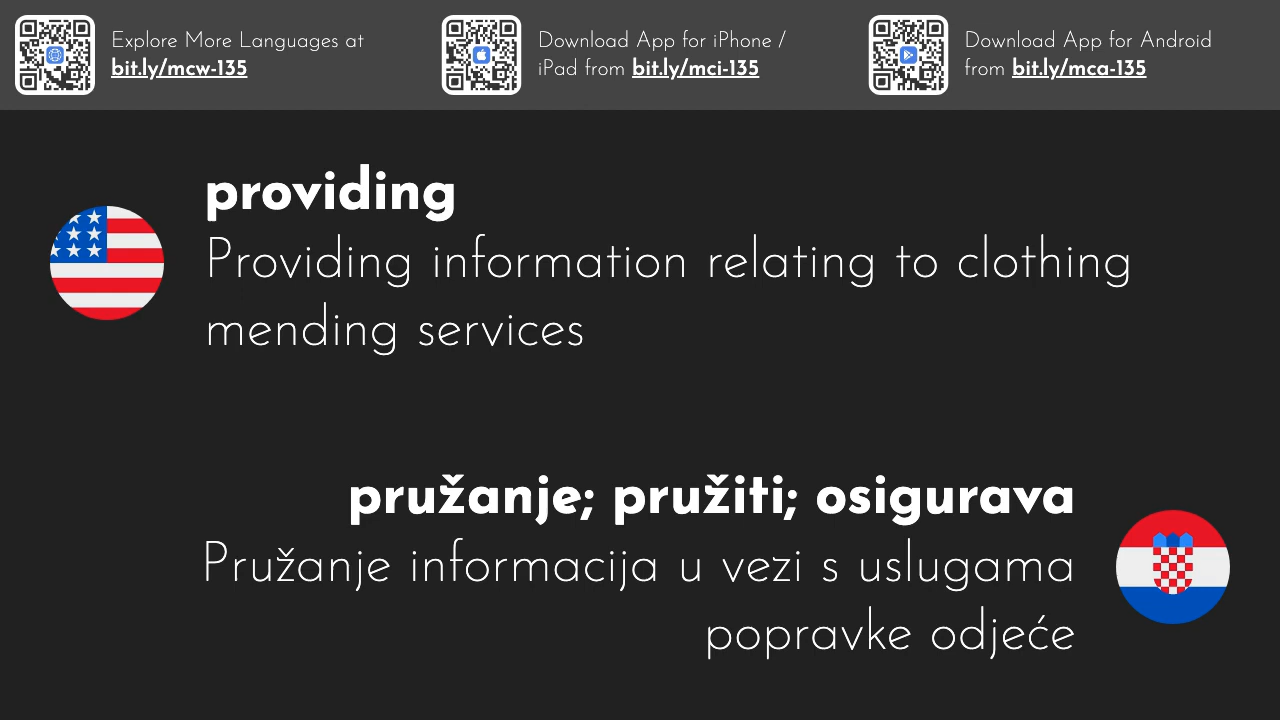 Explore More Languages at
bit.ly/mcw-135
Download App for iPhone /
iPad from bit.ly/mci-135
Download App for Android
from bit.ly/mca-135
providing
Providing information relating to clothing
mending services
pružanje; pružiti; osigurava
Pružanje informacija u vezi s uslugama
popravke odjeće